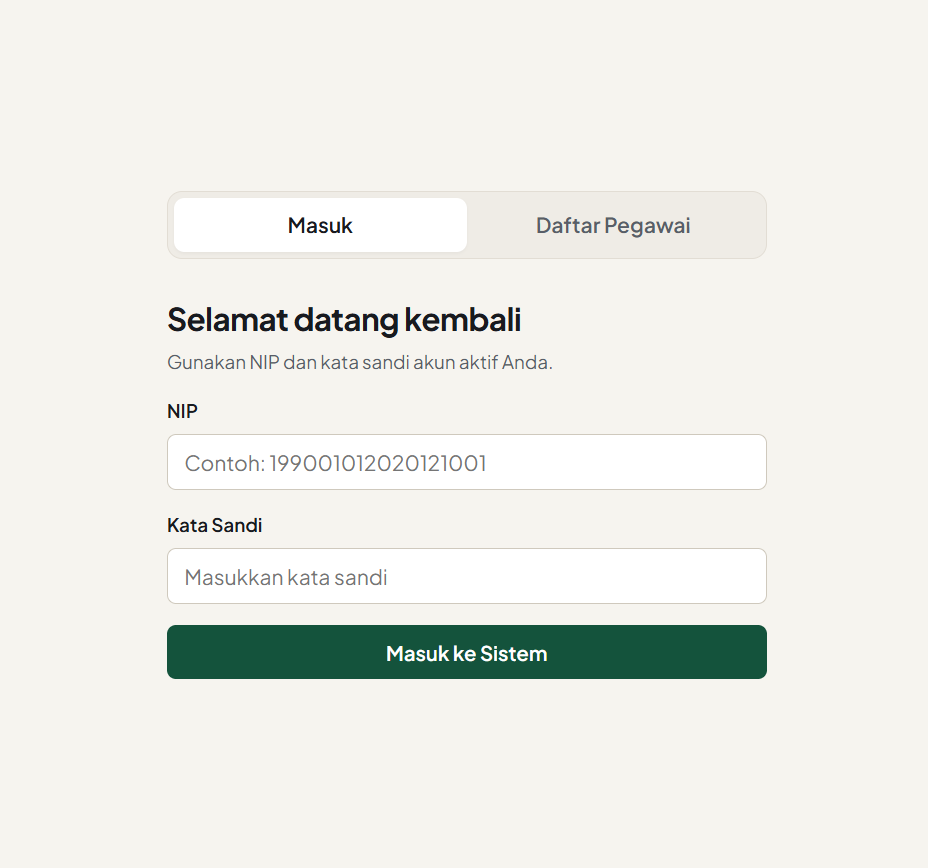 Masuk
Daftar Pegawai
Selamat datang kembali
Gunakan NIP dan kata sandi akun aktif Anda.
NIP
Contoh: 199001012020121001
Kata Sandi
Masukkan kata sandi
Masuk ke Sistem